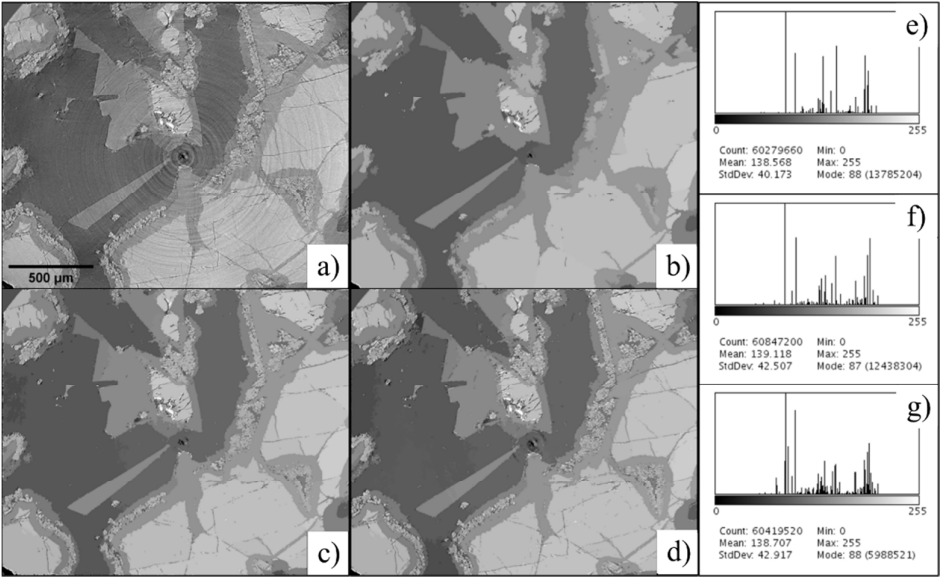 a)
500 µm
b)
c)
d)
e)
0 255
Count: 60279660 Min: 0
Mean: 138.568 Max: 255
StdDev: 40.173 Mode: 88 (13785204)
f)
0 255
Count: 60847200 Min: 0
Mean: 139.118 Max: 255
StdDev: 42.507 Mode: 87 (12438304)
g)
0 255
Count: 60419520 Min: 0
Mean: 138.707 Max: 255
StdDev: 42.917 Mode: 88 (5988521)